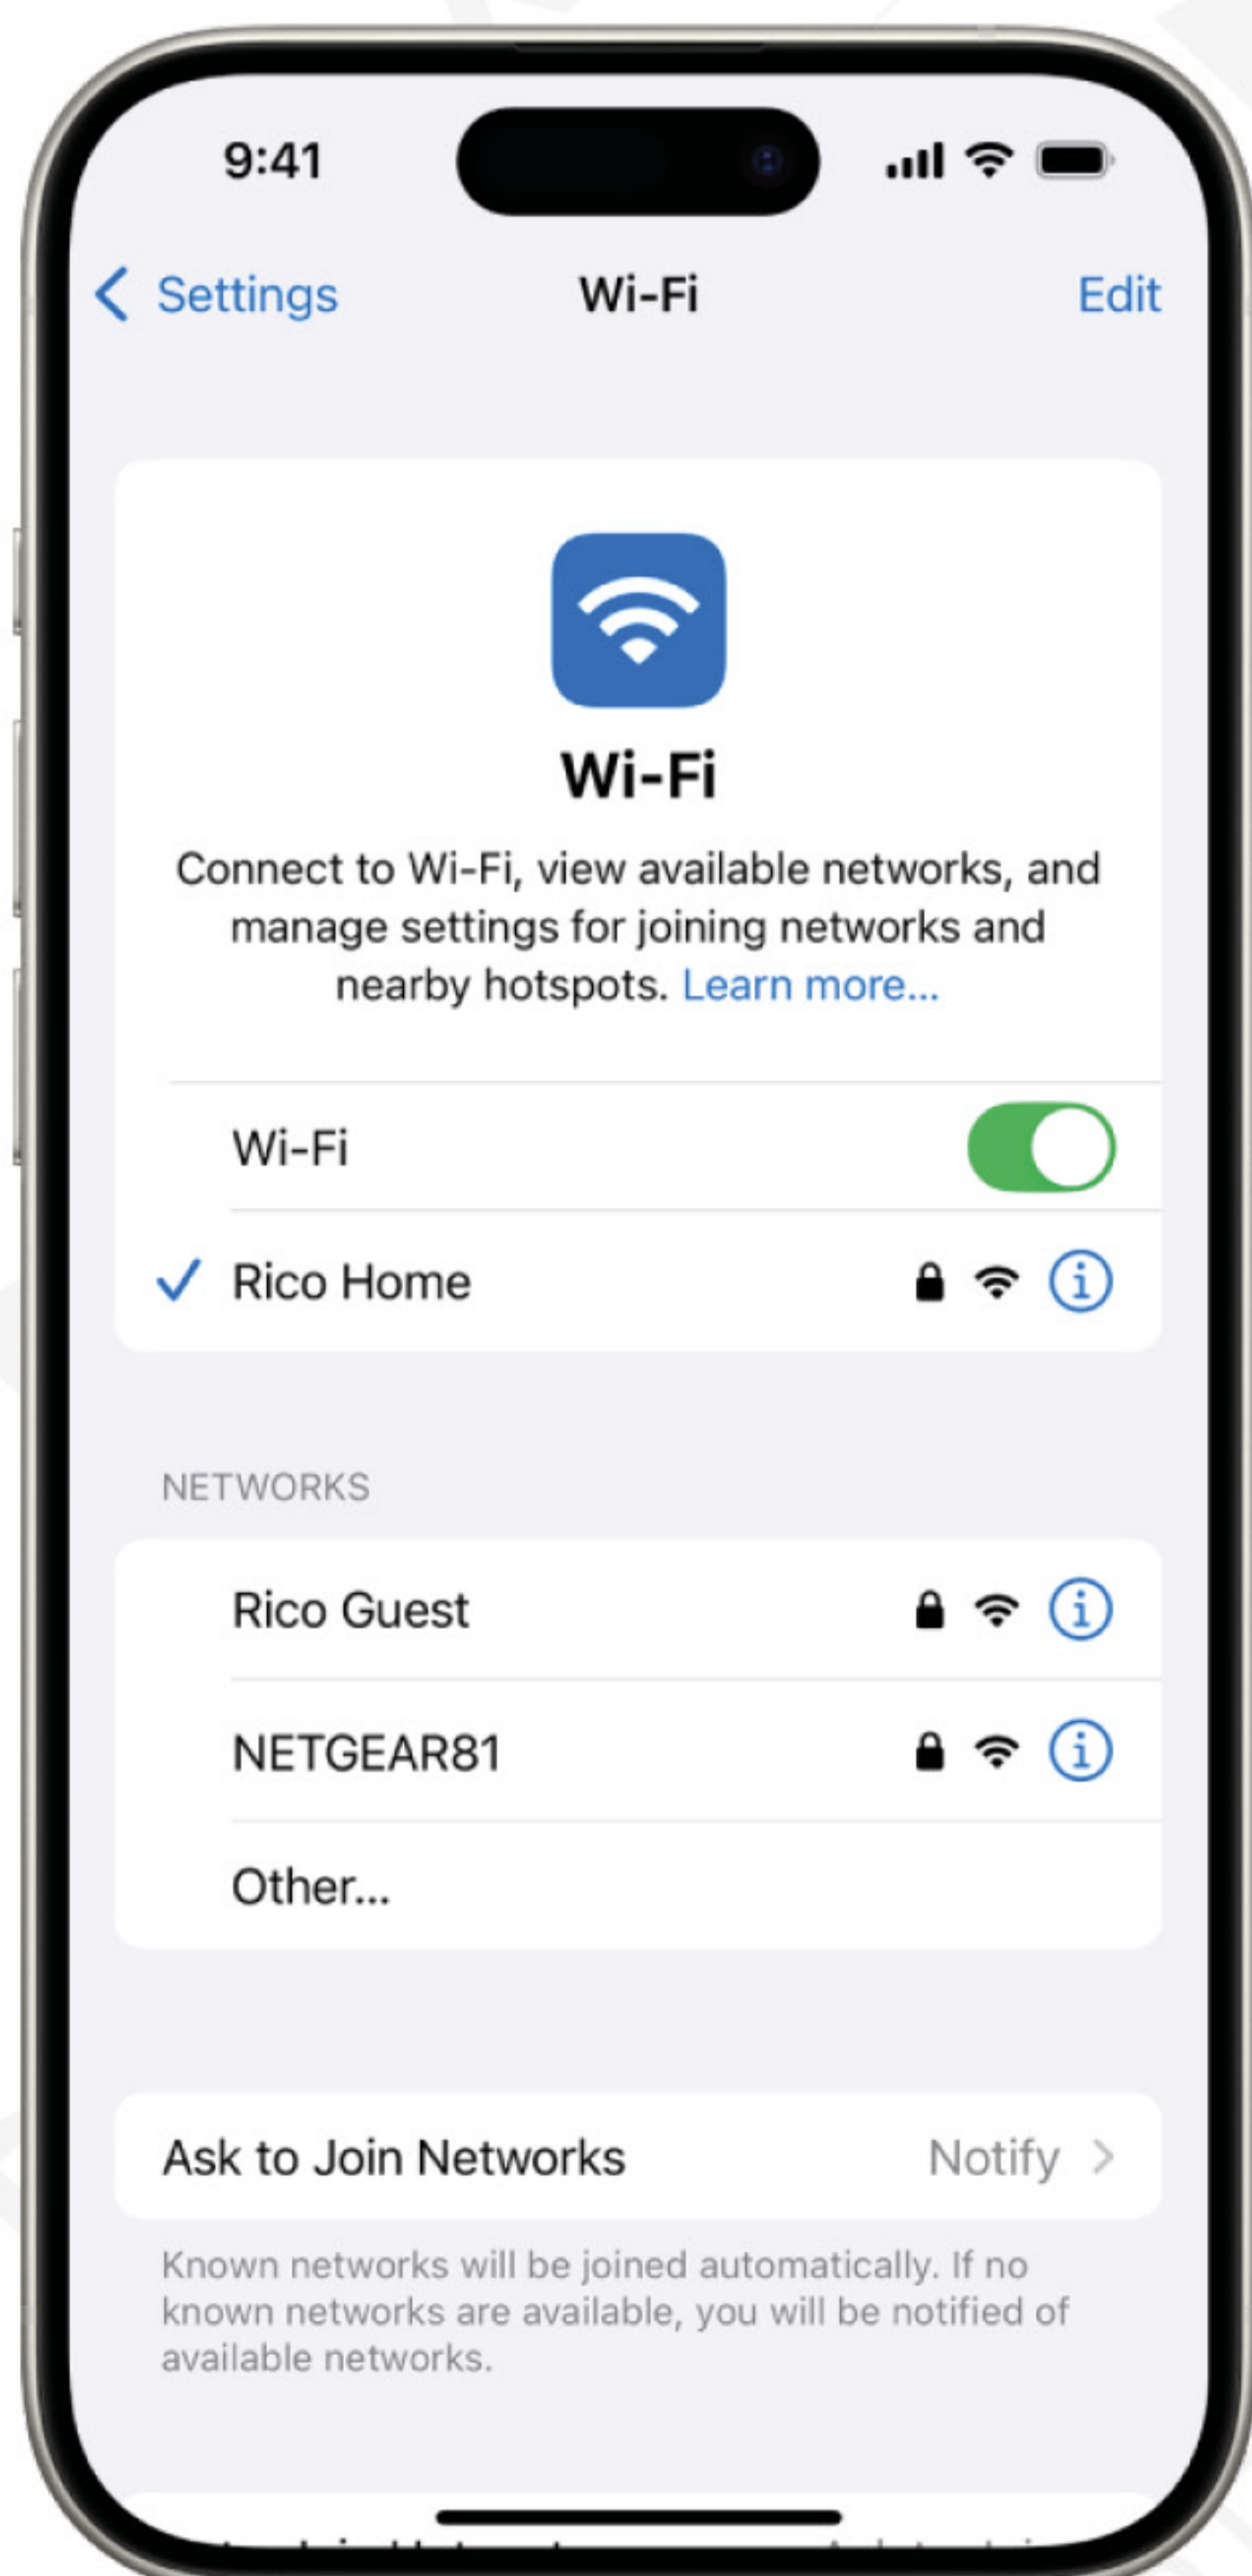 9:41
Settings
Wi-Fi
Edit
Wi-Fi
Connect to Wi-Fi, view available networks, and
manage settings for joining networks and
nearby hotspots. Learn more...
Wi-Fi
Rico Home
NETWORKS
Rico Guest
NETGEAR81
Other...
Ask to Join Networks
Notify
Known networks will be joined automatically. If no
known networks are available, you will be notified of
available networks.